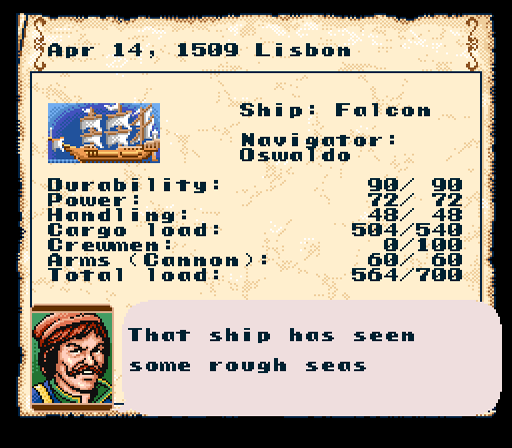 Apr 14, 1509 Lisbon
Ship: Falcon
Navigator:
Oswaldo
Durability: 90/ 90
Power: 72/ 72
Handling: 48/ 48
Cargo load: 504/540
Crewmen: 0/100
Arms (Cannon): 60/ 60
Total load: 564/700
That ship has seen
some rough seas